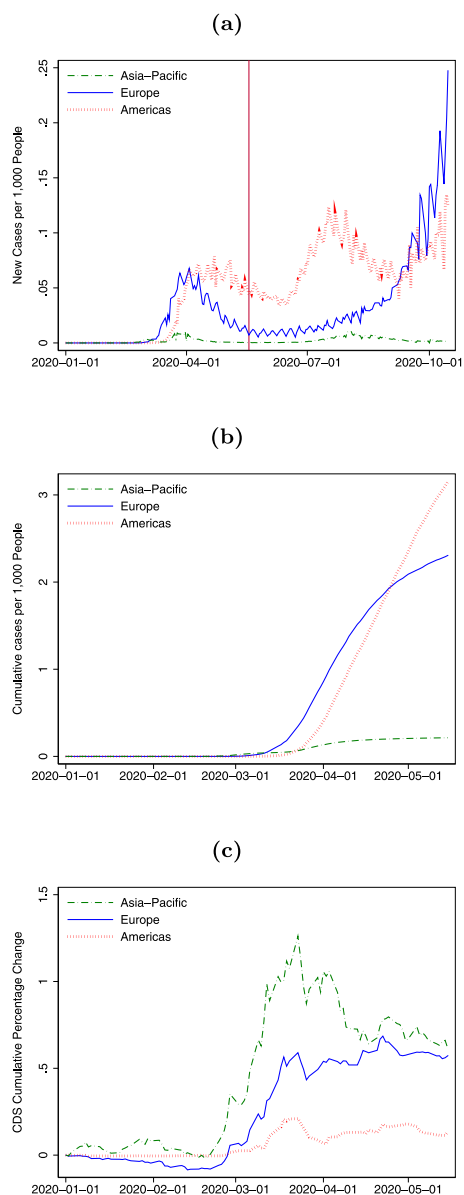 (a)
New Cases per 1,000 People
.25
.2
.15
.1
.05
0
Asia–Pacific
Europe
Americas
2020–01–01 2020–04–01 2020–07–01 2020–10–01
(b)
Cumulative cases per 1,000 People
3
2
1
0
Asia–Pacific
Europe
Americas
2020–01–01 2020–02–01 2020–03–01 2020–04–01 2020–05–01
(c)
CDS Cumulative Percentage Change
1.5
1
.5
0
Asia–Pacific
Europe
Americas
2020–01–01 2020–02–01 2020–03–01 2020–04–01 2020–05–01